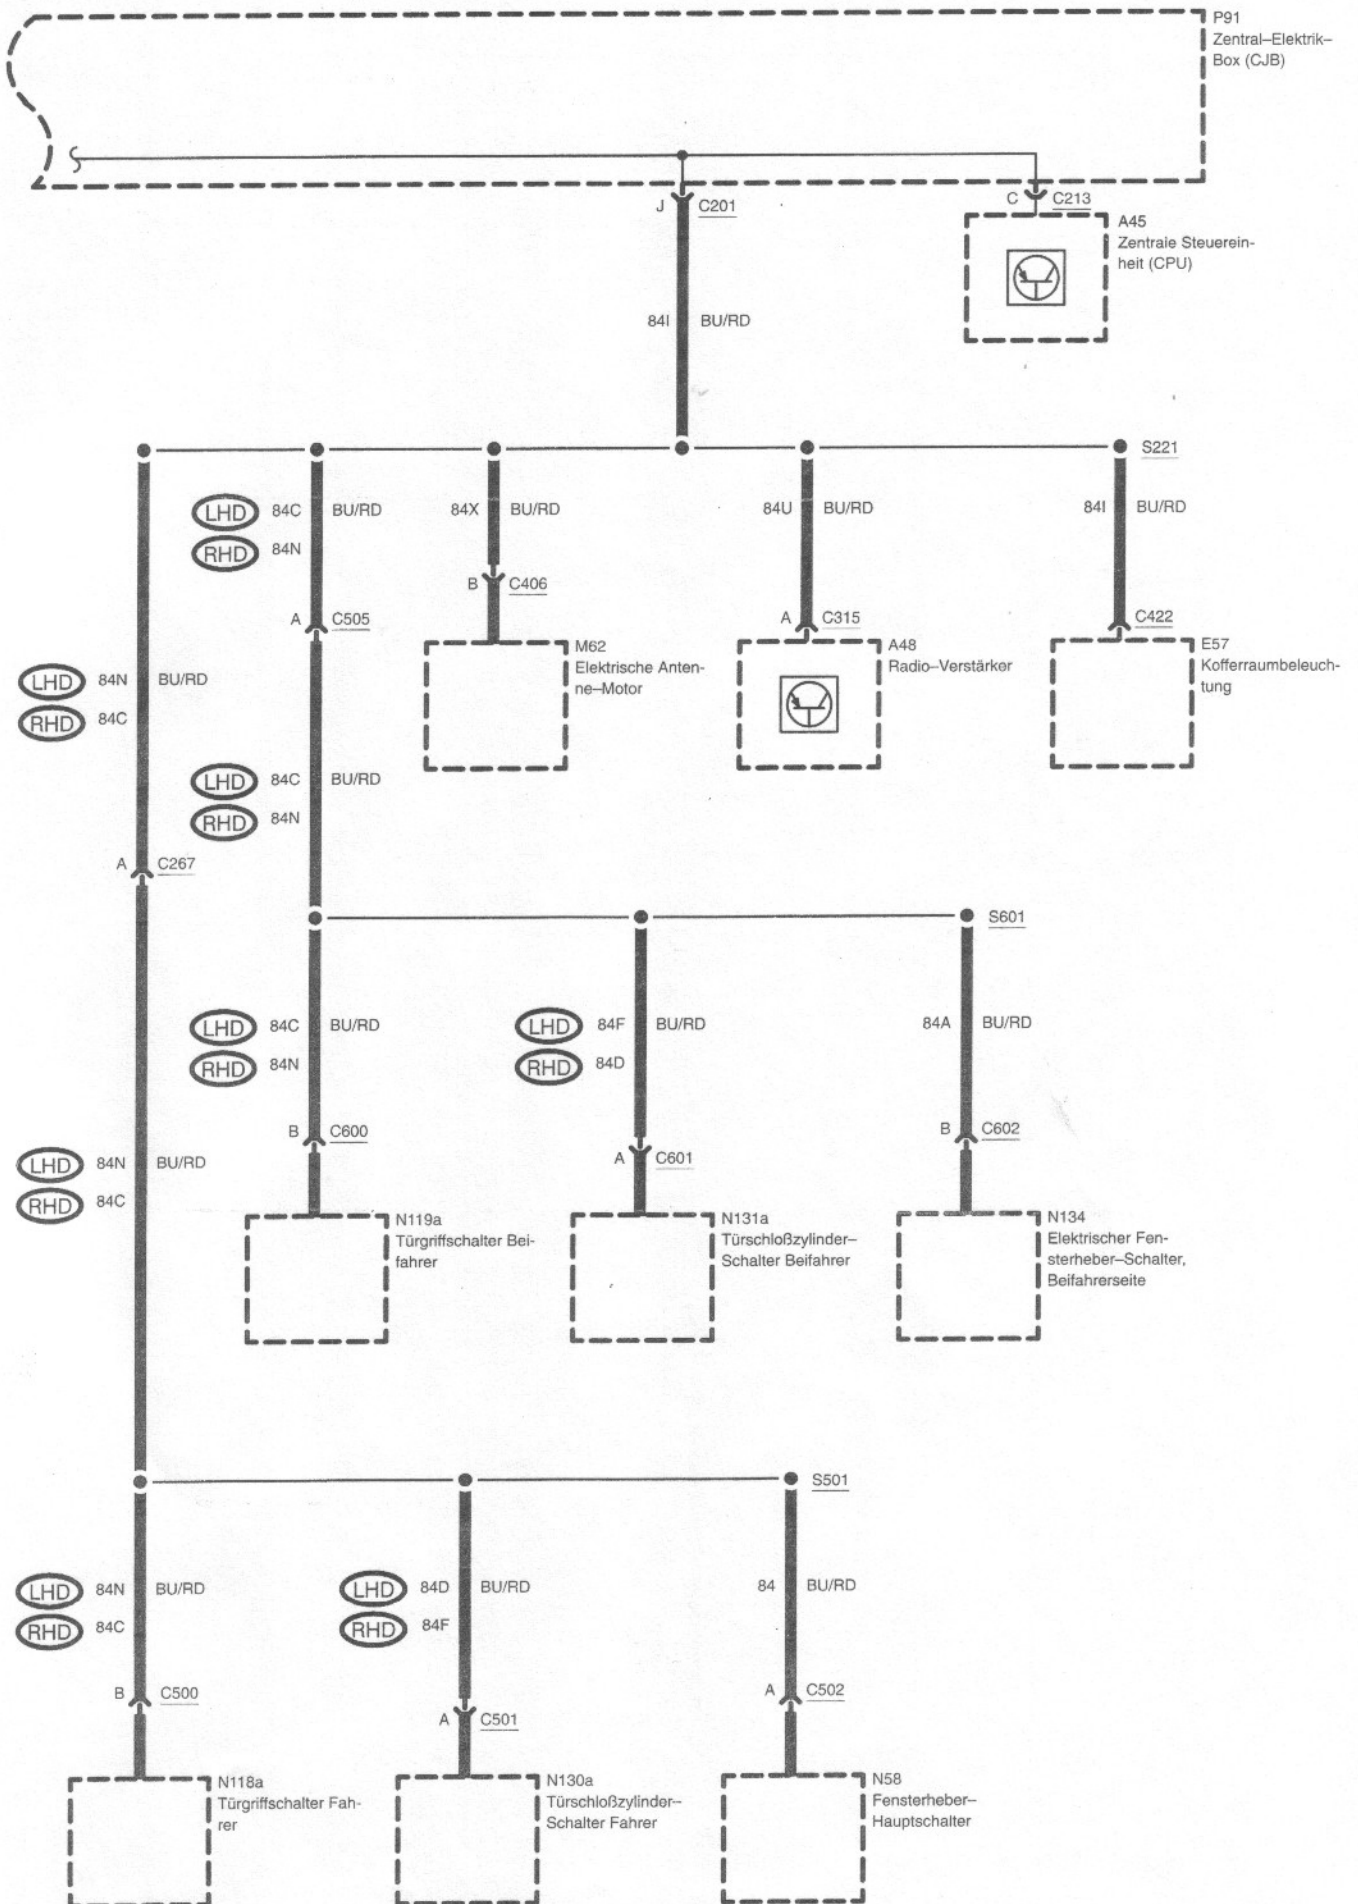 P91
Zentral–Elektrik–
Box (CJB)
J C201
C C213
A45
Zentrale Steuerein-
heit (CPU)
84I BU/RD
S221
LHD 84C BU/RD
RHD 84N
84X BU/RD
84U BU/RD
84I BU/RD
B C406
A C505
A C315
C422
M62
Elektrische Anten-
ne–Motor
A48
Radio–Verstärker
E57
Kofferraumbeleuch-
tung
LHD 84N BU/RD
RHD 84C
LHD 84C BU/RD
RHD 84N
A C267
S601
LHD 84C BU/RD
RHD 84N
LHD 84F BU/RD
RHD 84D
84A BU/RD
B C600
A C601
B C602
LHD 84N BU/RD
RHD 84C
N119a
Türgriffschalter Bei-
fahrer
N131a
Türschloßzylinder–
Schalter Beifahrer
N134
Elektrischer Fen-
sterheber–Schalter,
Beifahrerseite
S501
LHD 84N BU/RD
RHD 84C
LHD 84D BU/RD
RHD 84F
84 BU/RD
B C500
A C501
A C502
N118a
Türgriffschalter Fah-
rer
N130a
Türschloßzylinder–
Schalter Fahrer
N58
Fensterheber–
Hauptschalter